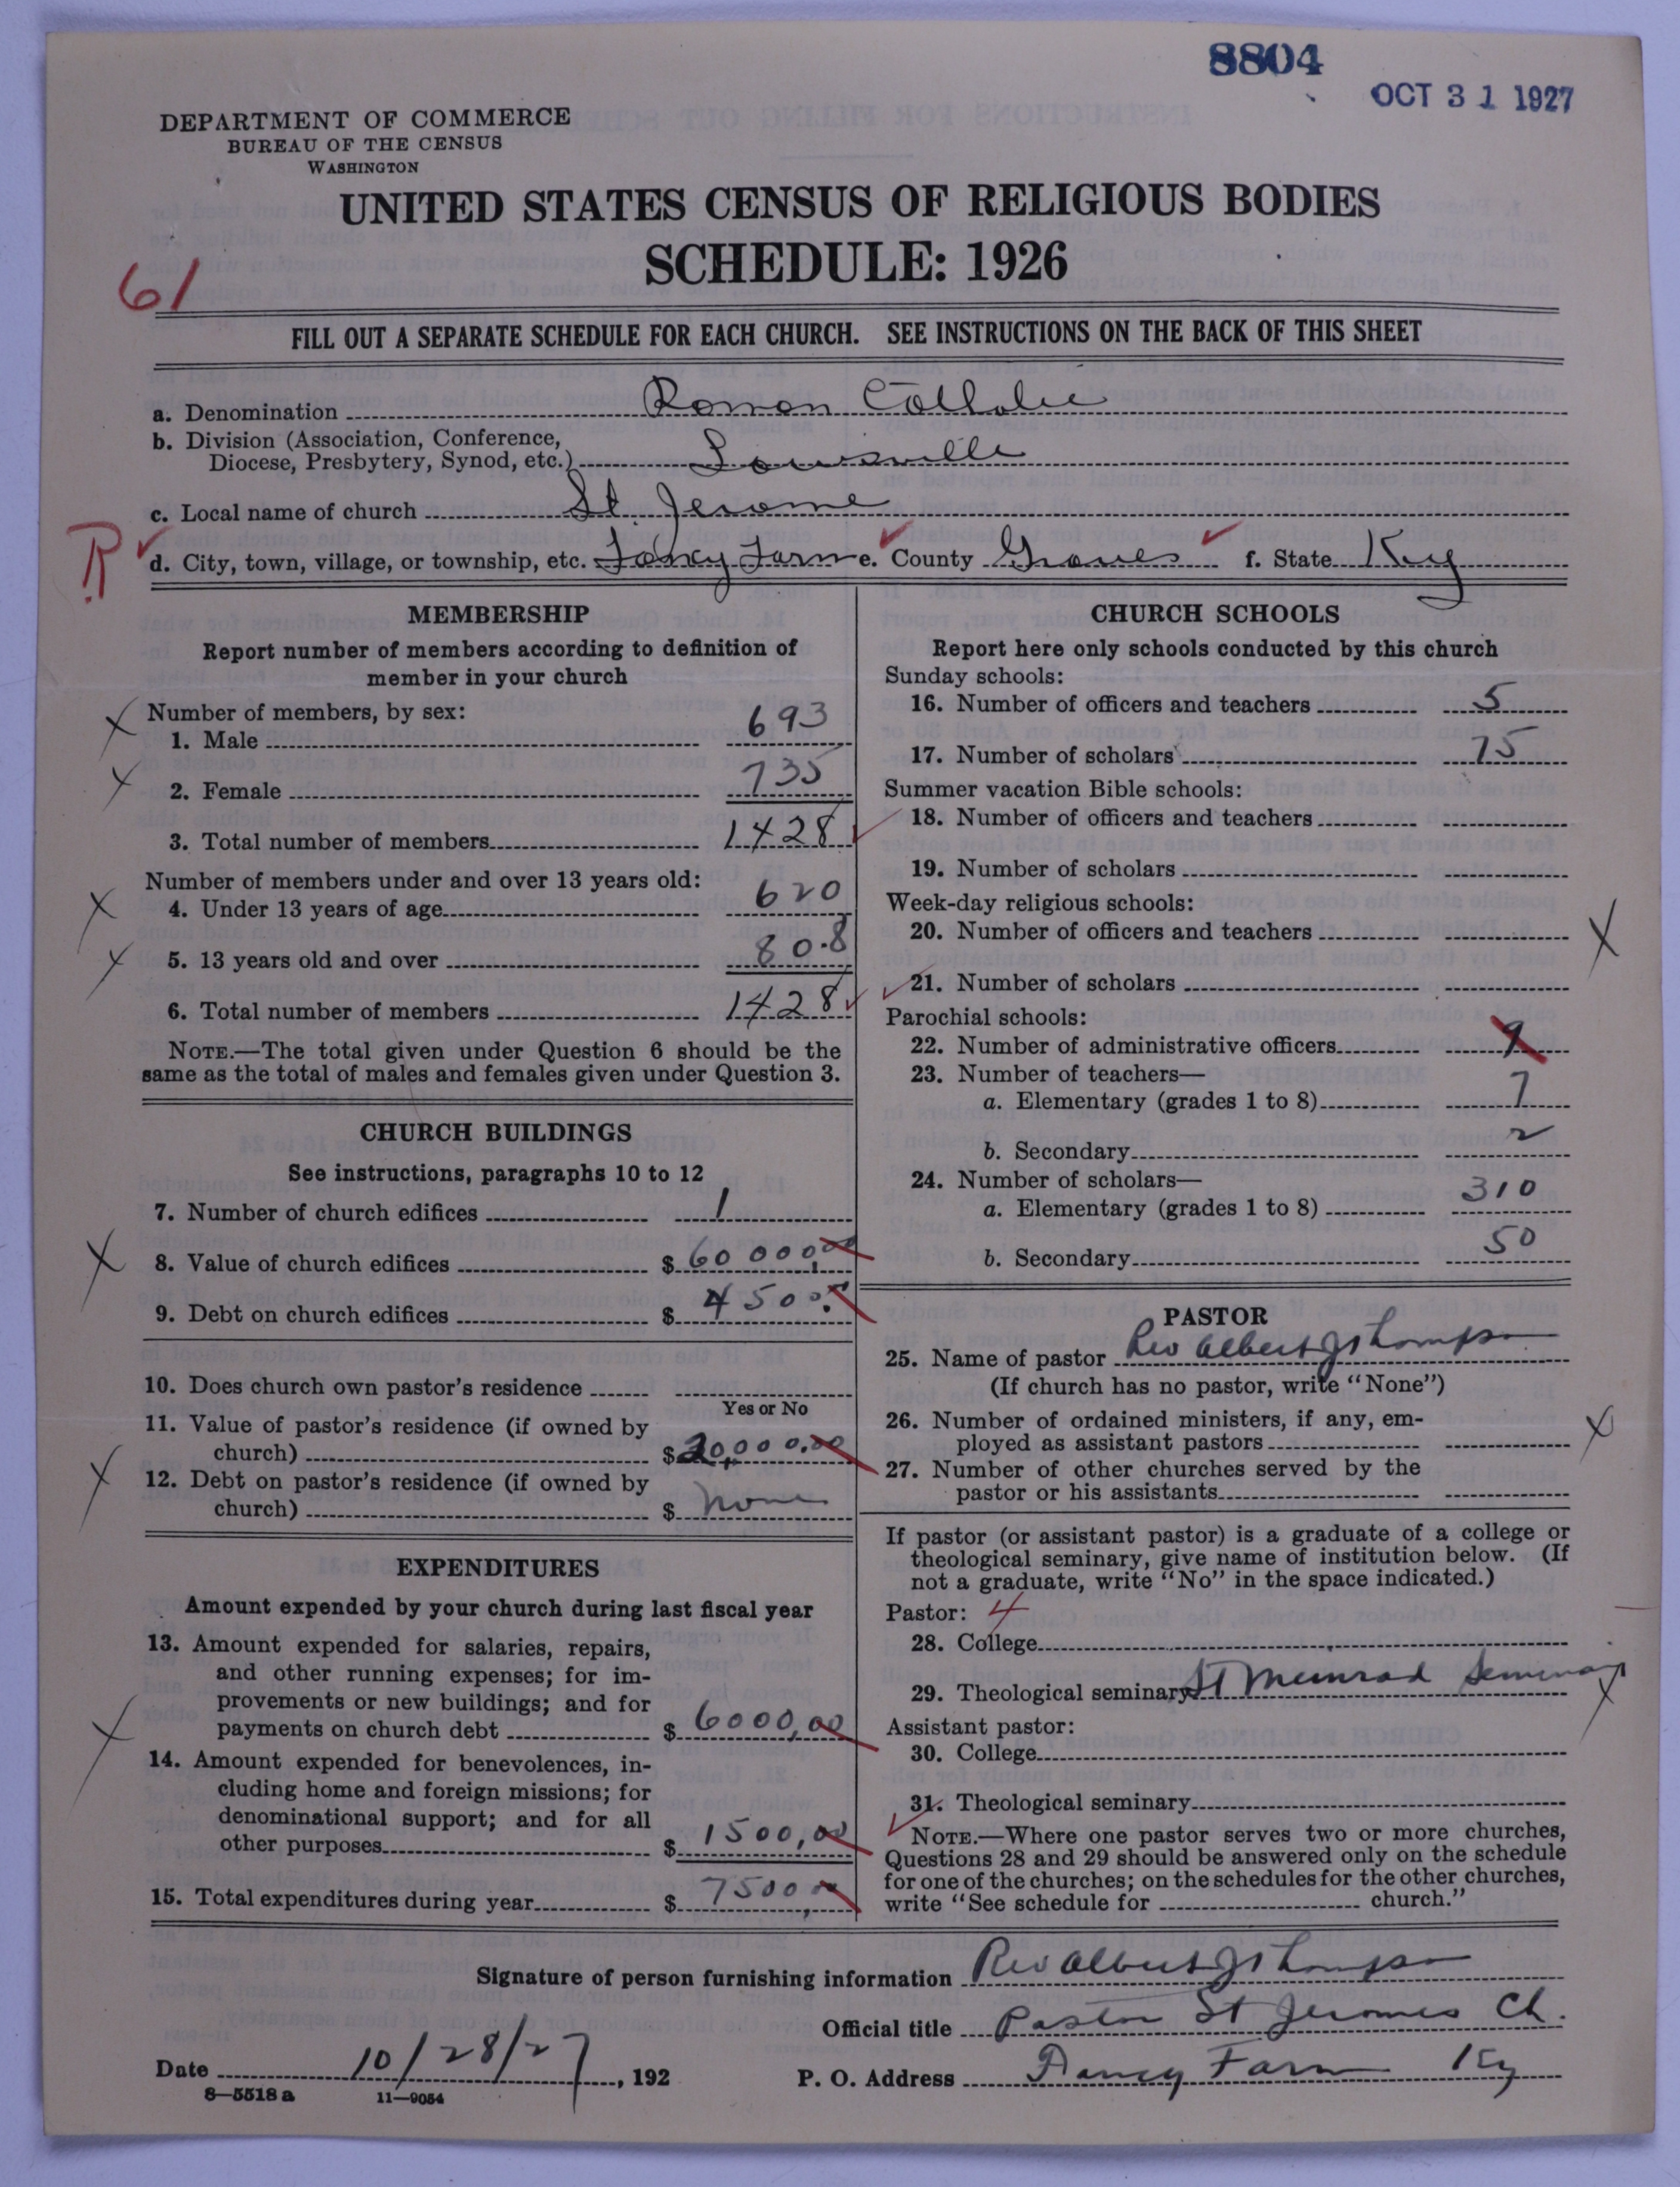 8804
OCT 31 1927
DEPARTMENT OF COMMERCE
BUREAU OF THE CENSUS
WASHINGTON
UNITED STATES CENSUS OF RELIGIOUS BODIES
SCHEDULE: 1926
61
FILL OUT A SEPARATE SCHEDULE FOR EACH CHURCH. SEE INSTRUCTIONS ON THE BACK OF THIS SHEET
a. Denomination Roman Catholic
b. Division (Association, Conference,
Diocese, Presbytery, Synod, etc.) Louisville
c. Local name of church St. Jerome
R
d. City, town, village, or township, etc. Fancy Farm e. County Graves f. State Ky
MEMBERSHIP
Report number of members according to definition of
member in your church
Number of members, by sex:
1. Male 693
2. Female 735
3. Total number of members 1428
Number of members under and over 13 years old:
4. Under 13 years of age 620
5. 13 years old and over 808
6. Total number of members 1428
NOTE.—The total given under Question 6 should be the
same as the total of males and females given under Question 3.
CHURCH BUILDINGS
See instructions, paragraphs 10 to 12
7. Number of church edifices 1
8. Value of church edifices $ 60000,00
9. Debt on church edifices $ 4500.
10. Does church own pastor's residence
Yes or No
11. Value of pastor's residence (if owned by
church) $ 20,000.00
12. Debt on pastor's residence (if owned by
church) $ None
EXPENDITURES
Amount expended by your church during last fiscal year
13. Amount expended for salaries, repairs,
and other running expenses; for im-
provements or new buildings; and for
payments on church debt $ 6000,00
14. Amount expended for benevolences, in-
cluding home and foreign missions; for
denominational support; and for all
other purposes $ 1500,00
15. Total expenditures during year $ 7500,00
CHURCH SCHOOLS
Report here only schools conducted by this church
Sunday schools:
16. Number of officers and teachers 5
17. Number of scholars 75
Summer vacation Bible schools:
18. Number of officers and teachers
19. Number of scholars
Week-day religious schools:
20. Number of officers and teachers
21. Number of scholars
Parochial schools:
22. Number of administrative officers 9
23. Number of teachers—
a. Elementary (grades 1 to 8) 7
b. Secondary 2
24. Number of scholars—
a. Elementary (grades 1 to 8) 310
b. Secondary 50
PASTOR
25. Name of pastor Rev Albert J Thompson
(If church has no pastor, write "None")
26. Number of ordained ministers, if any, em-
ployed as assistant pastors
27. Number of other churches served by the
pastor or his assistants
If pastor (or assistant pastor) is a graduate of a college or
theological seminary, give name of institution below. (If
not a graduate, write "No" in the space indicated.)
Pastor: 4
28. College
29. Theological seminary St Meinrad Seminary
Assistant pastor:
30. College
31. Theological seminary
NOTE.—Where one pastor serves two or more churches,
Questions 28 and 29 should be answered only on the schedule
for one of the churches; on the schedules for the other churches,
write "See schedule for church."
Signature of person furnishing information Rev Albert J Thompson
Official title Pastor St Jeromes Ch.
Date 10/28/27, 192 P. O. Address Fancy Farm Ky
8—5518 a 11—9054